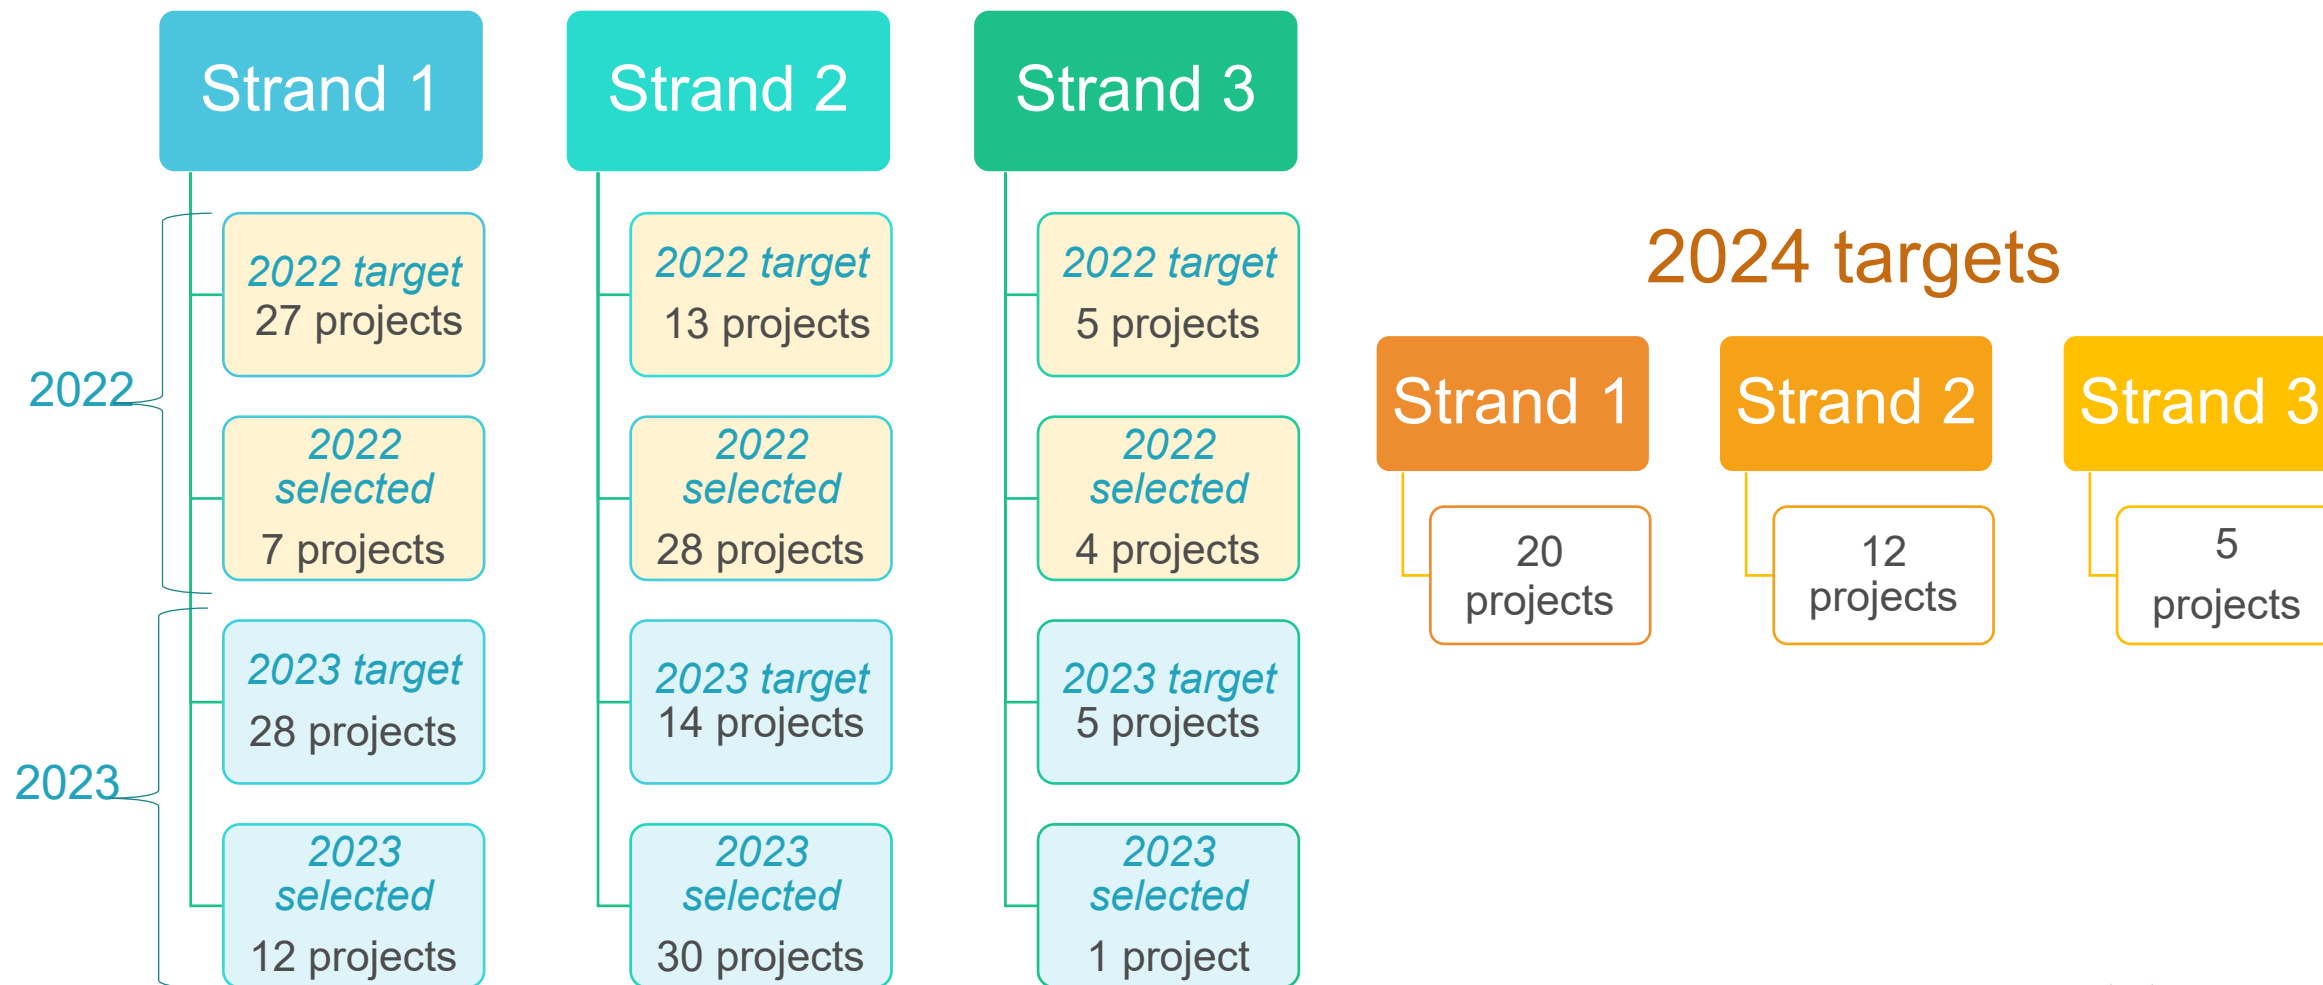 Strand 1
Strand 2
Strand 3
2022
2022 target
27 projects
2022 target
13 projects
2022 target
5 projects
2022
selected
7 projects
2022
selected
28 projects
2022
selected
4 projects
2023
2023 target
28 projects
2023 target
14 projects
2023 target
5 projects
2023
selected
12 projects
2023
selected
30 projects
2023
selected
1 project
2024 targets
Strand 1
Strand 2
Strand 3
20
projects
12
projects
5
projects